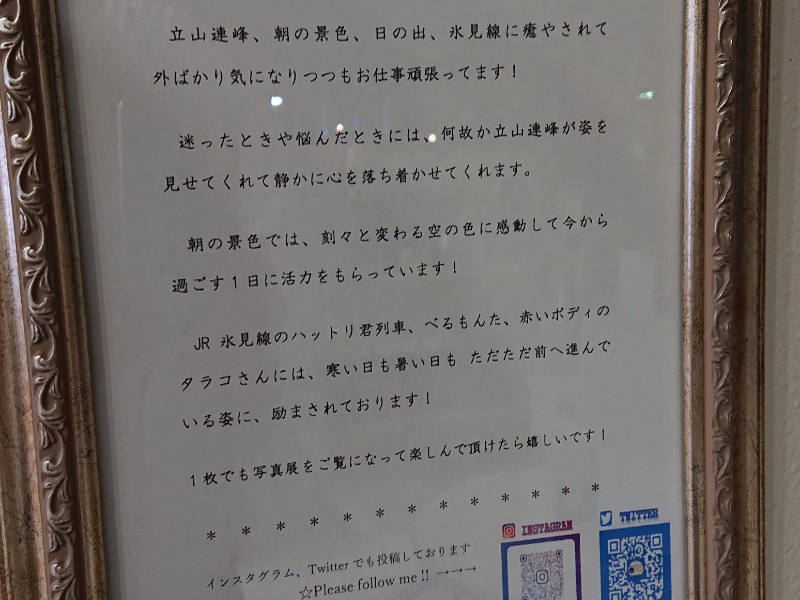 立山連峰、朝の景色、日の出、氷見線に癒やされて
外ばかり気になりつつもお仕事頑張ってます！
迷ったときや悩んだときには、何故か立山連峰が姿を
見せてくれて静かに心を落ち着かせてくれます。
朝の景色では、刻々と変わる空の色に感動して今から
過ごす1日に活力をもらっています！
JR 氷見線のハットリ君列車、べるもんた、赤いボディの
タラコさんには、寒い日も暑い日も ただただ前へ進んで
いる姿に、励まされております！
1枚でも写真展をご覧になって楽しんで頂けたら嬉しいです！
* * * * * * * * * * * *
インスタグラム、Twitterでも投稿しております
☆Please follow me !! →→→
INSTAGRAM
TWITTER